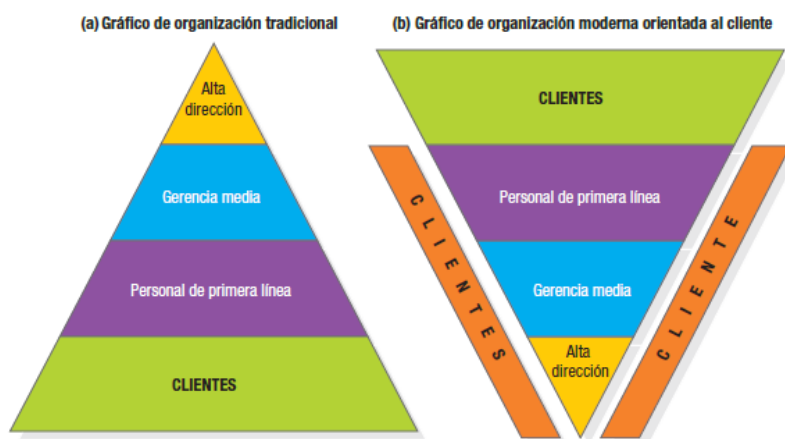 (a) Gráfico de organización tradicional
Alta
dirección
Gerencia media
Personal de primera línea
CLIENTES
(b) Gráfico de organización moderna orientada al cliente
CLIENTES
Personal de primera línea
Gerencia media
Alta
dirección
CLIENTES
CLIENTE